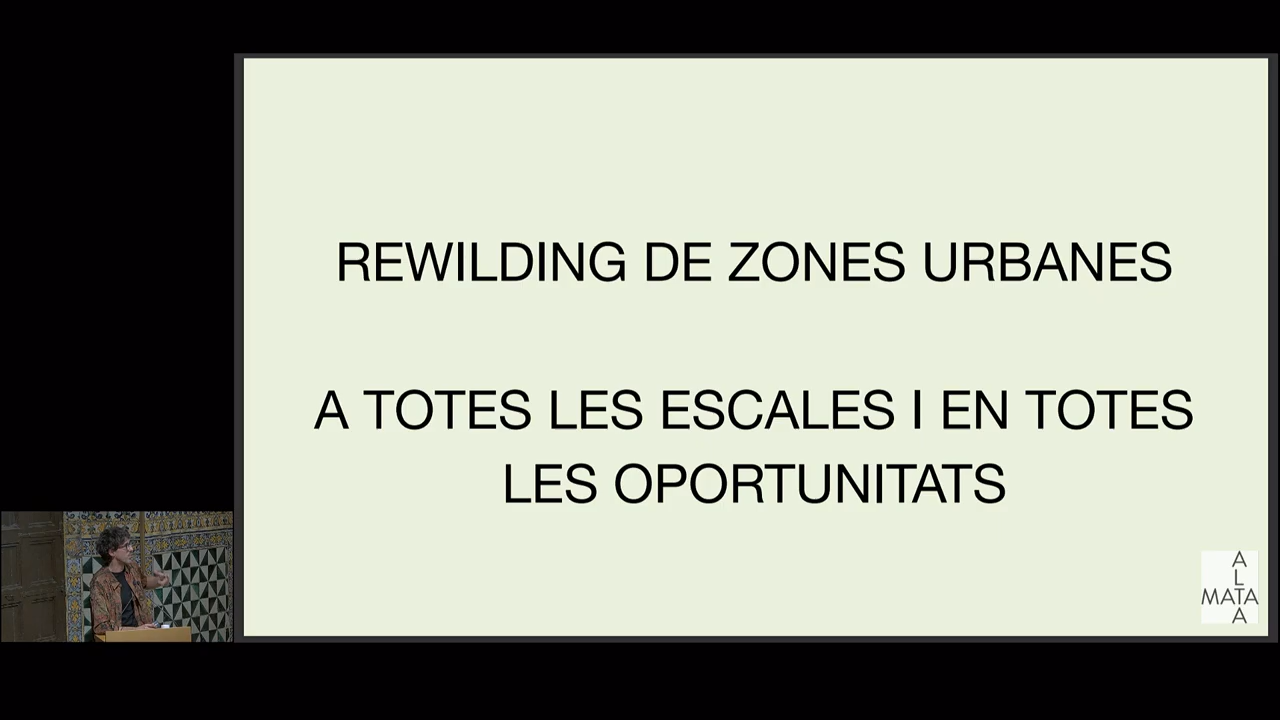 REWILDING DE ZONES URBANES
A TOTES LES ESCALES I EN TOTES
LES OPORTUNITATS
A
L
MATA
A